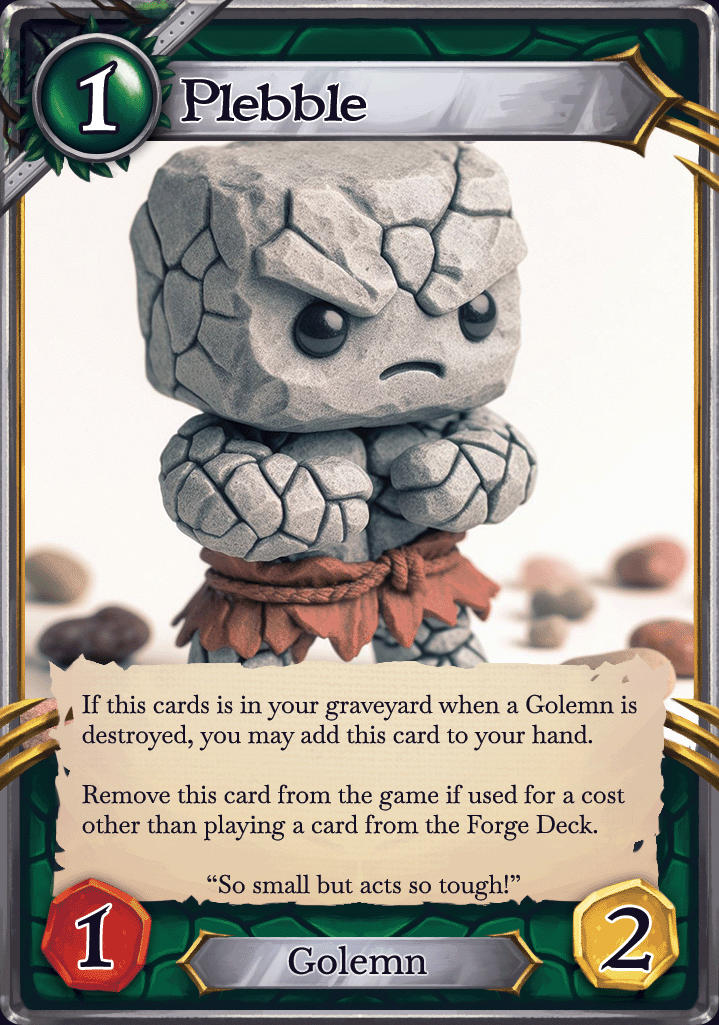 1
Plebble
If this cards is in your graveyard when a Golemn is
destroyed, you may add this card to your hand.
Remove this card from the game if used for a cost
other than playing a card from the Forge Deck.
“So small but acts so tough!”
1
Golemn
2